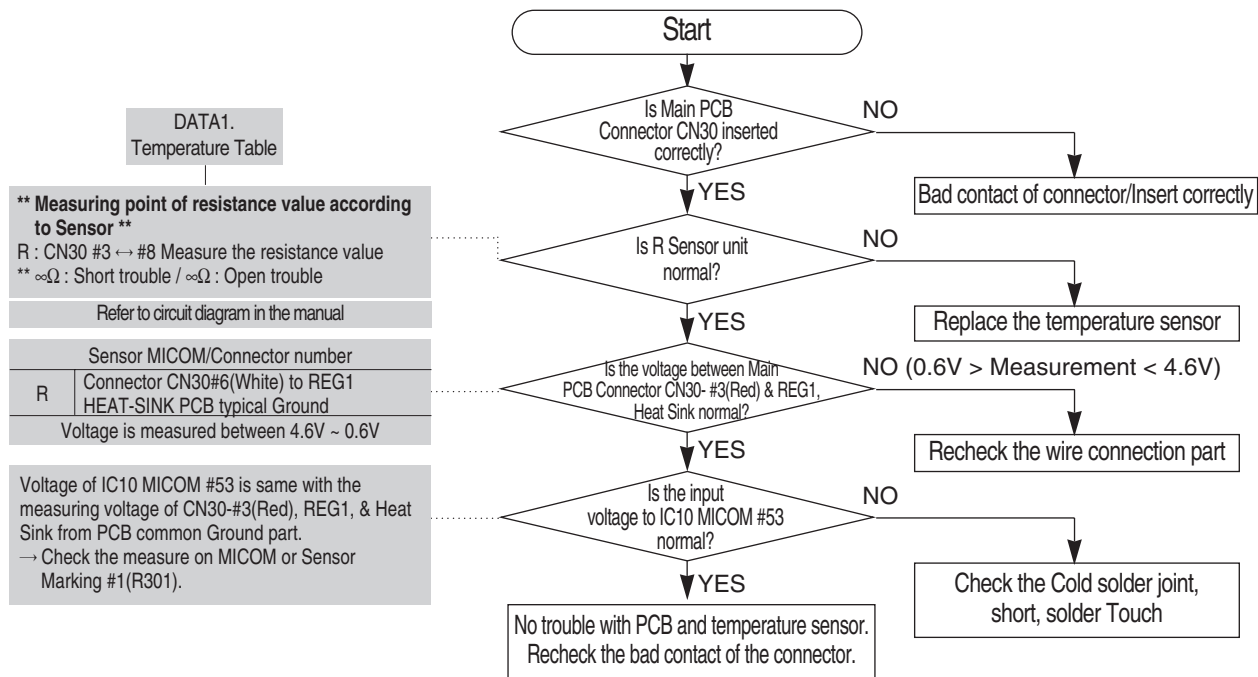 Start
Is Main PCB
Connector CN30 inserted
correctly?
NO
Bad contact of connector/Insert correctly
YES
DATA1.
Temperature Table
** Measuring point of resistance value according
to Sensor **
R : CN30 #3 ↔ #8 Measure the resistance value
** ∞Ω : Short trouble / ∞Ω : Open trouble
Refer to circuit diagram in the manual
Is R Sensor unit
normal?
NO
Replace the temperature sensor
YES
Sensor MICOM/Connector number
R
Connector CN30#6(White) to REG1
HEAT-SINK PCB typical Ground
Voltage is measured between 4.6V ~ 0.6V
Is the voltage between Main
PCB Connector CN30- #3(Red) & REG1,
Heat Sink normal?
NO (0.6V > Measurement < 4.6V)
Recheck the wire connection part
YES
Voltage of IC10 MICOM #53 is same with the
measuring voltage of CN30-#3(Red), REG1, & Heat
Sink from PCB common Ground part.
→ Check the measure on MICOM or Sensor
Marking #1(R301).
Is the input
voltage to IC10 MICOM #53
normal?
NO
Check the Cold solder joint,
short, solder Touch
YES
No trouble with PCB and temperature sensor.
Recheck the bad contact of the connector.